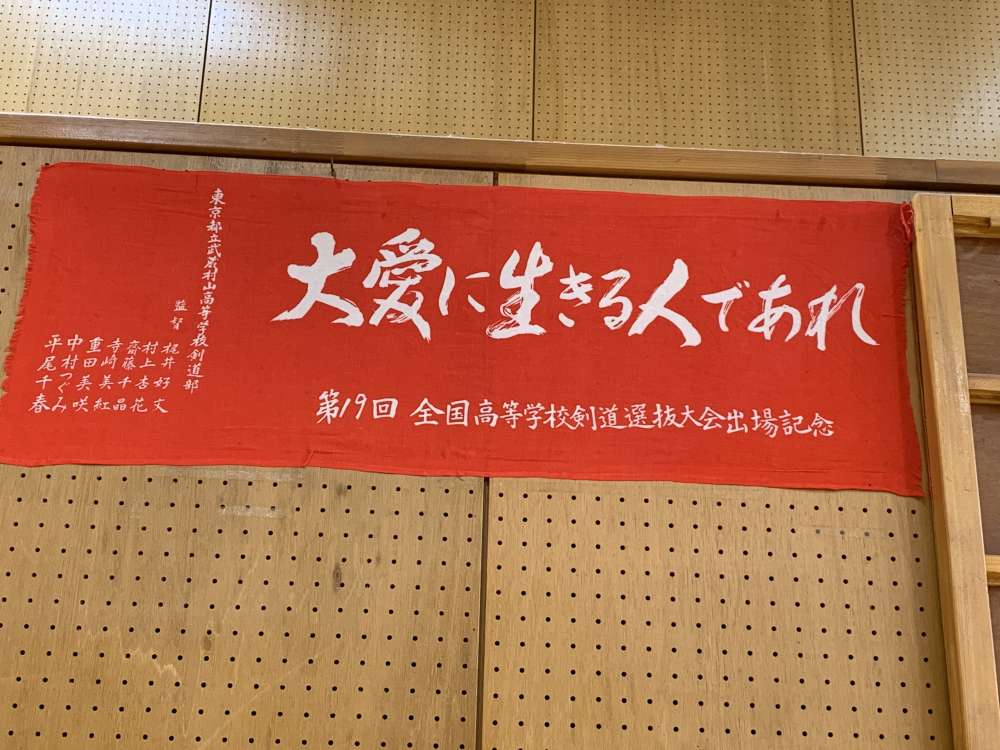 大愛に生きる人であれ
第19回 全国高等学校剣道選抜大会出場記念
東京都立武蔵村山高等学校剣道部
監督
梶井好文
村上杏花
齋藤千晶
寺崎美紅
重田美咲
中村つぐみ
平尾千春